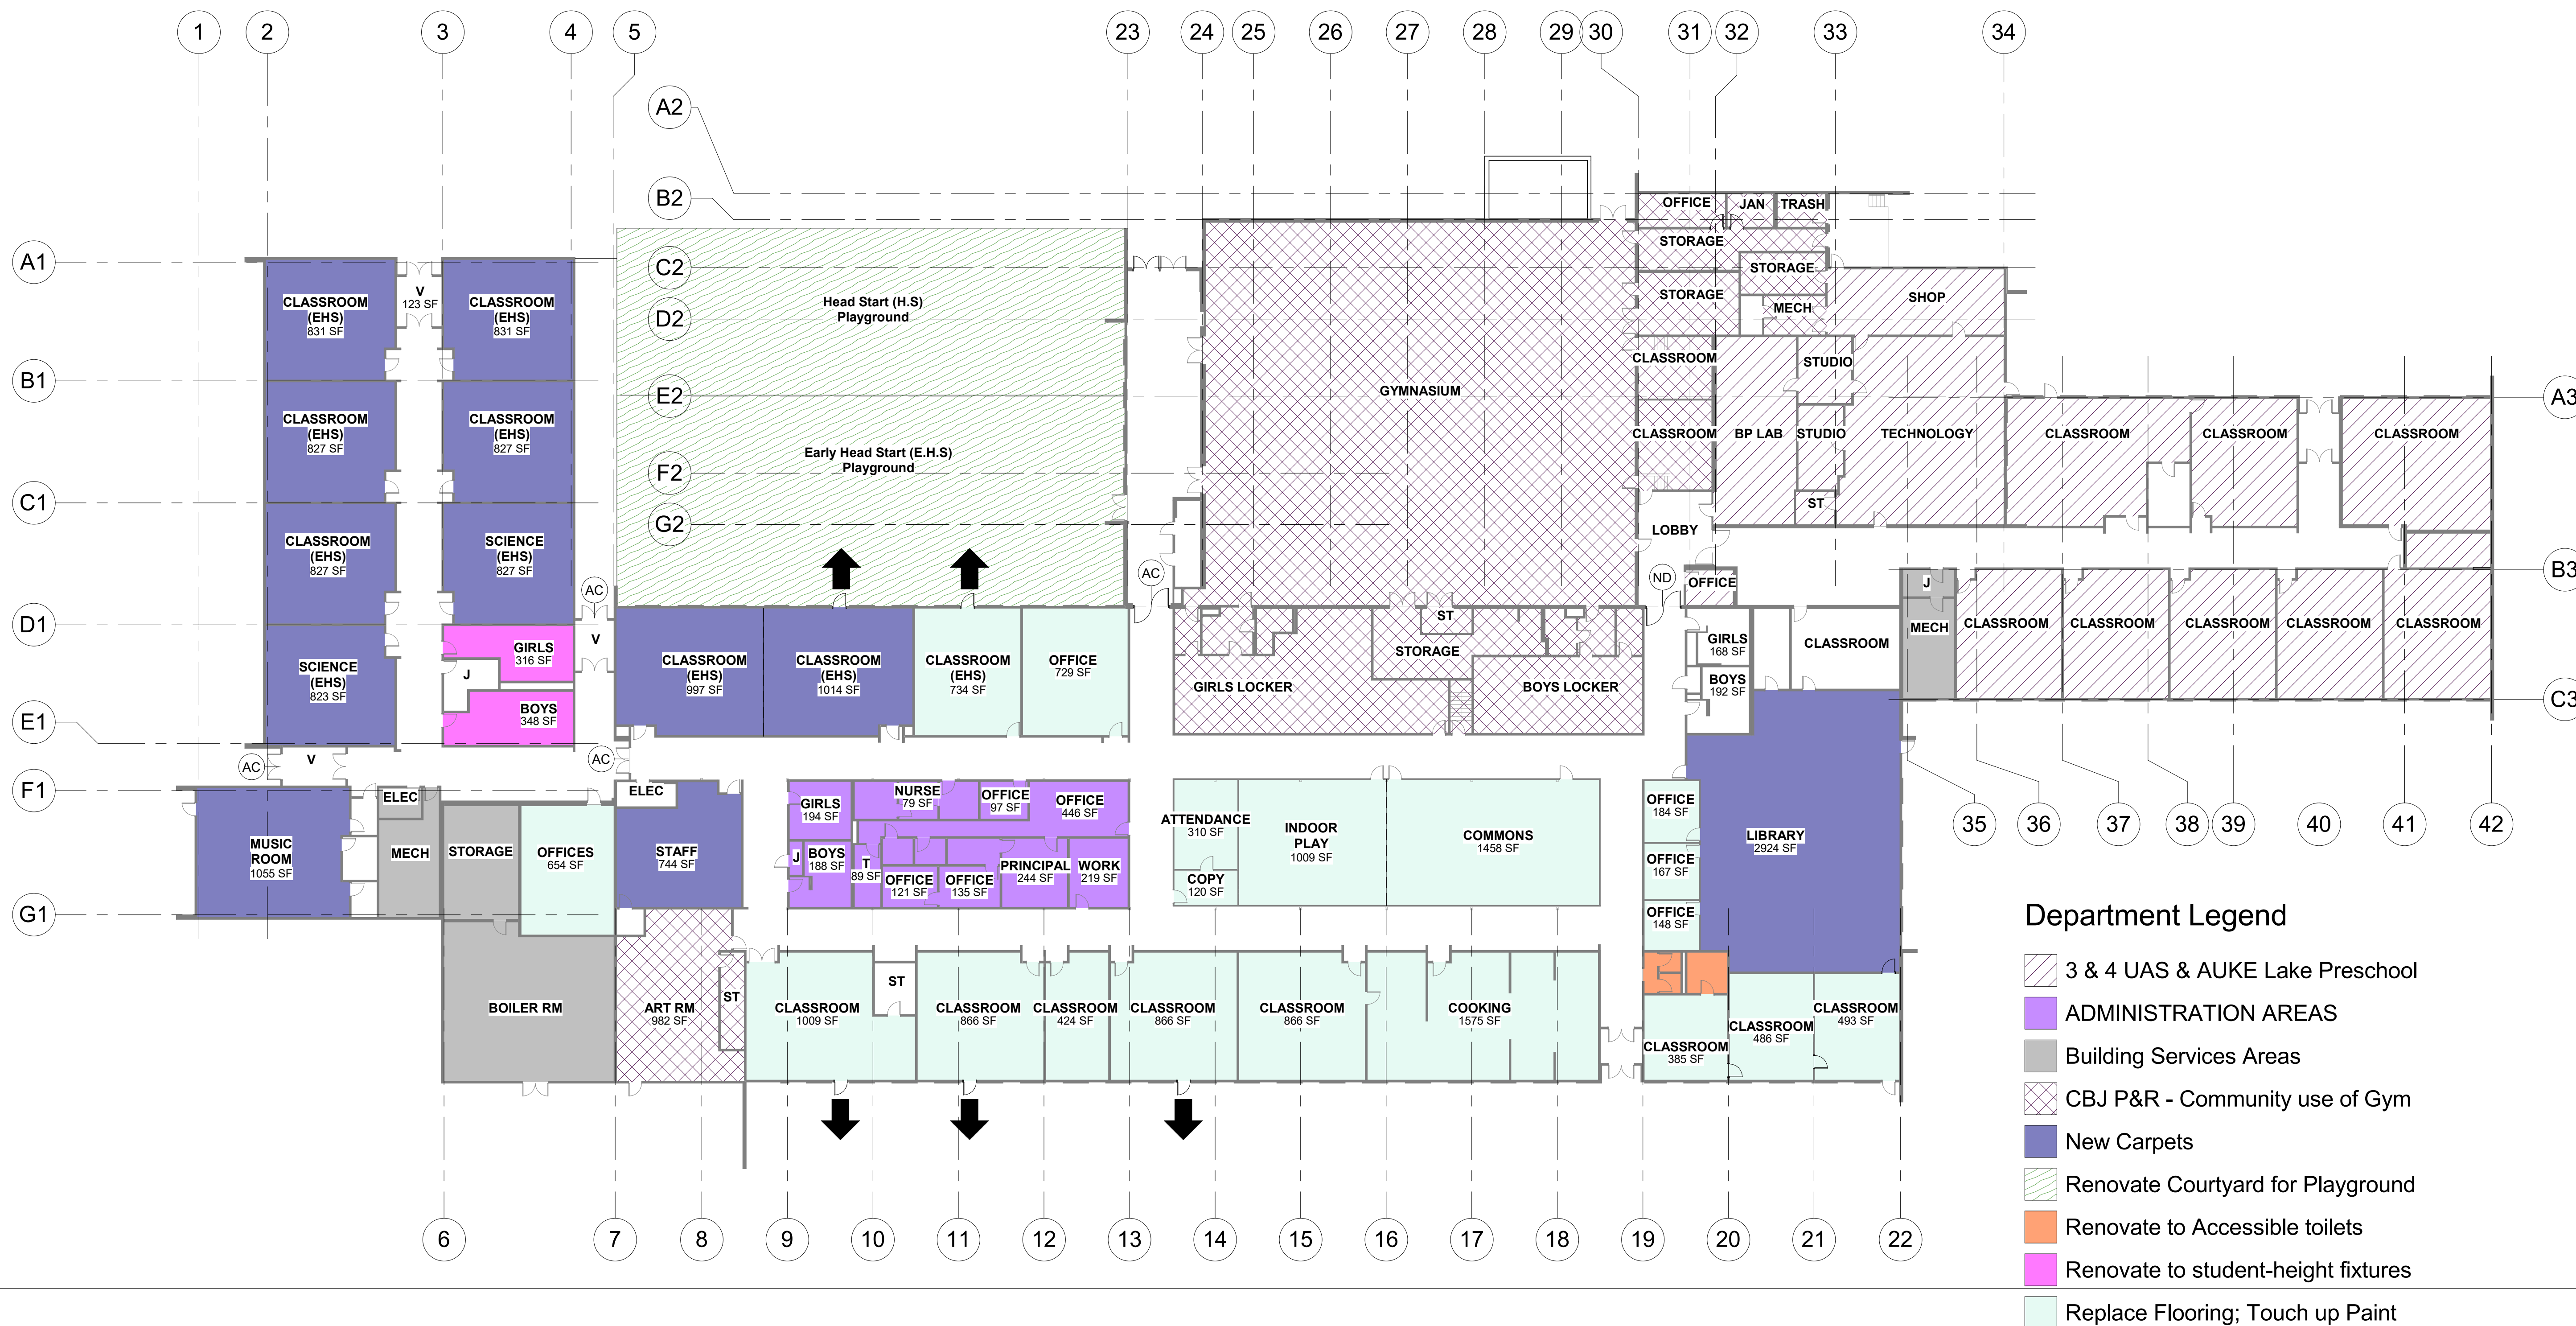 1
2
3
4
5
23
24
25
26
27
28
29
30
31
32
33
34
A2
B2
C2
D2
E2
F2
G2
A1
B1
C1
D1
E1
F1
G1
A3
B3
C3
CLASSROOM
(EHS)
831 SF
V
123 SF
CLASSROOM
(EHS)
831 SF
CLASSROOM
(EHS)
827 SF
CLASSROOM
(EHS)
827 SF
CLASSROOM
(EHS)
827 SF
SCIENCE
(EHS)
827 SF
SCIENCE
(EHS)
823 SF
GIRLS
316 SF
J
BOYS
348 SF
AC
V
AC
V
AC
Head Start (H.S)
Playground
Early Head Start (E.H.S)
Playground
AC
GYMNASIUM
OFFICE
JAN
TRASH
STORAGE
STORAGE
STORAGE
MECH
SHOP
CLASSROOM
CLASSROOM
BP LAB
STUDIO
STUDIO
ST
TECHNOLOGY
CLASSROOM
CLASSROOM
CLASSROOM
LOBBY
ND
OFFICE
CLASSROOM
(EHS)
997 SF
CLASSROOM
(EHS)
1014 SF
CLASSROOM
(EHS)
734 SF
OFFICE
729 SF
GIRLS LOCKER
STORAGE
ST
BOYS LOCKER
GIRLS
168 SF
BOYS
192 SF
CLASSROOM
J
MECH
CLASSROOM
CLASSROOM
CLASSROOM
CLASSROOM
CLASSROOM
MUSIC
ROOM
1055 SF
ELEC
MECH
STORAGE
OFFICES
654 SF
ELEC
STAFF
744 SF
GIRLS
194 SF
NURSE
79 SF
OFFICE
97 SF
OFFICE
446 SF
J
BOYS
188 SF
T
89 SF
OFFICE
121 SF
OFFICE
135 SF
PRINCIPAL
244 SF
WORK
219 SF
ATTENDANCE
310 SF
COPY
120 SF
INDOOR
PLAY
1009 SF
COMMONS
1458 SF
OFFICE
184 SF
OFFICE
167 SF
OFFICE
148 SF
LIBRARY
2924 SF
35
36
37
38
39
40
41
42
BOILER RM
ART RM
982 SF
ST
CLASSROOM
1009 SF
ST
CLASSROOM
866 SF
CLASSROOM
424 SF
CLASSROOM
866 SF
CLASSROOM
866 SF
COOKING
1575 SF
CLASSROOM
385 SF
CLASSROOM
486 SF
CLASSROOM
493 SF
6
7
8
9
10
11
12
13
14
15
16
17
18
19
20
21
22
Department Legend
3 & 4 UAS & AUKE Lake Preschool
ADMINISTRATION AREAS
Building Services Areas
CBJ P&R - Community use of Gym
New Carpets
Renovate Courtyard for Playground
Renovate to Accessible toilets
Renovate to student-height fixtures
Replace Flooring; Touch up Paint